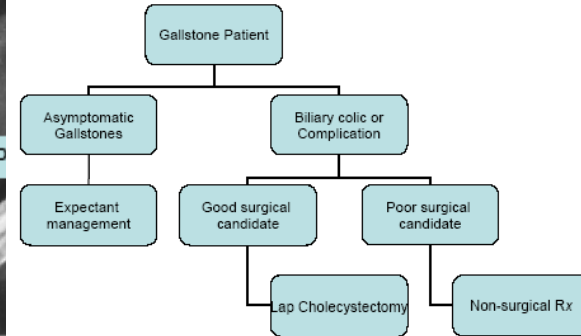 Gallstone Patient
Asymptomatic
Gallstones
Biliary colic or
Complication
Expectant
management
Good surgical
candidate
Poor surgical
candidate
Lap Cholecystectomy
Non-surgical Rx